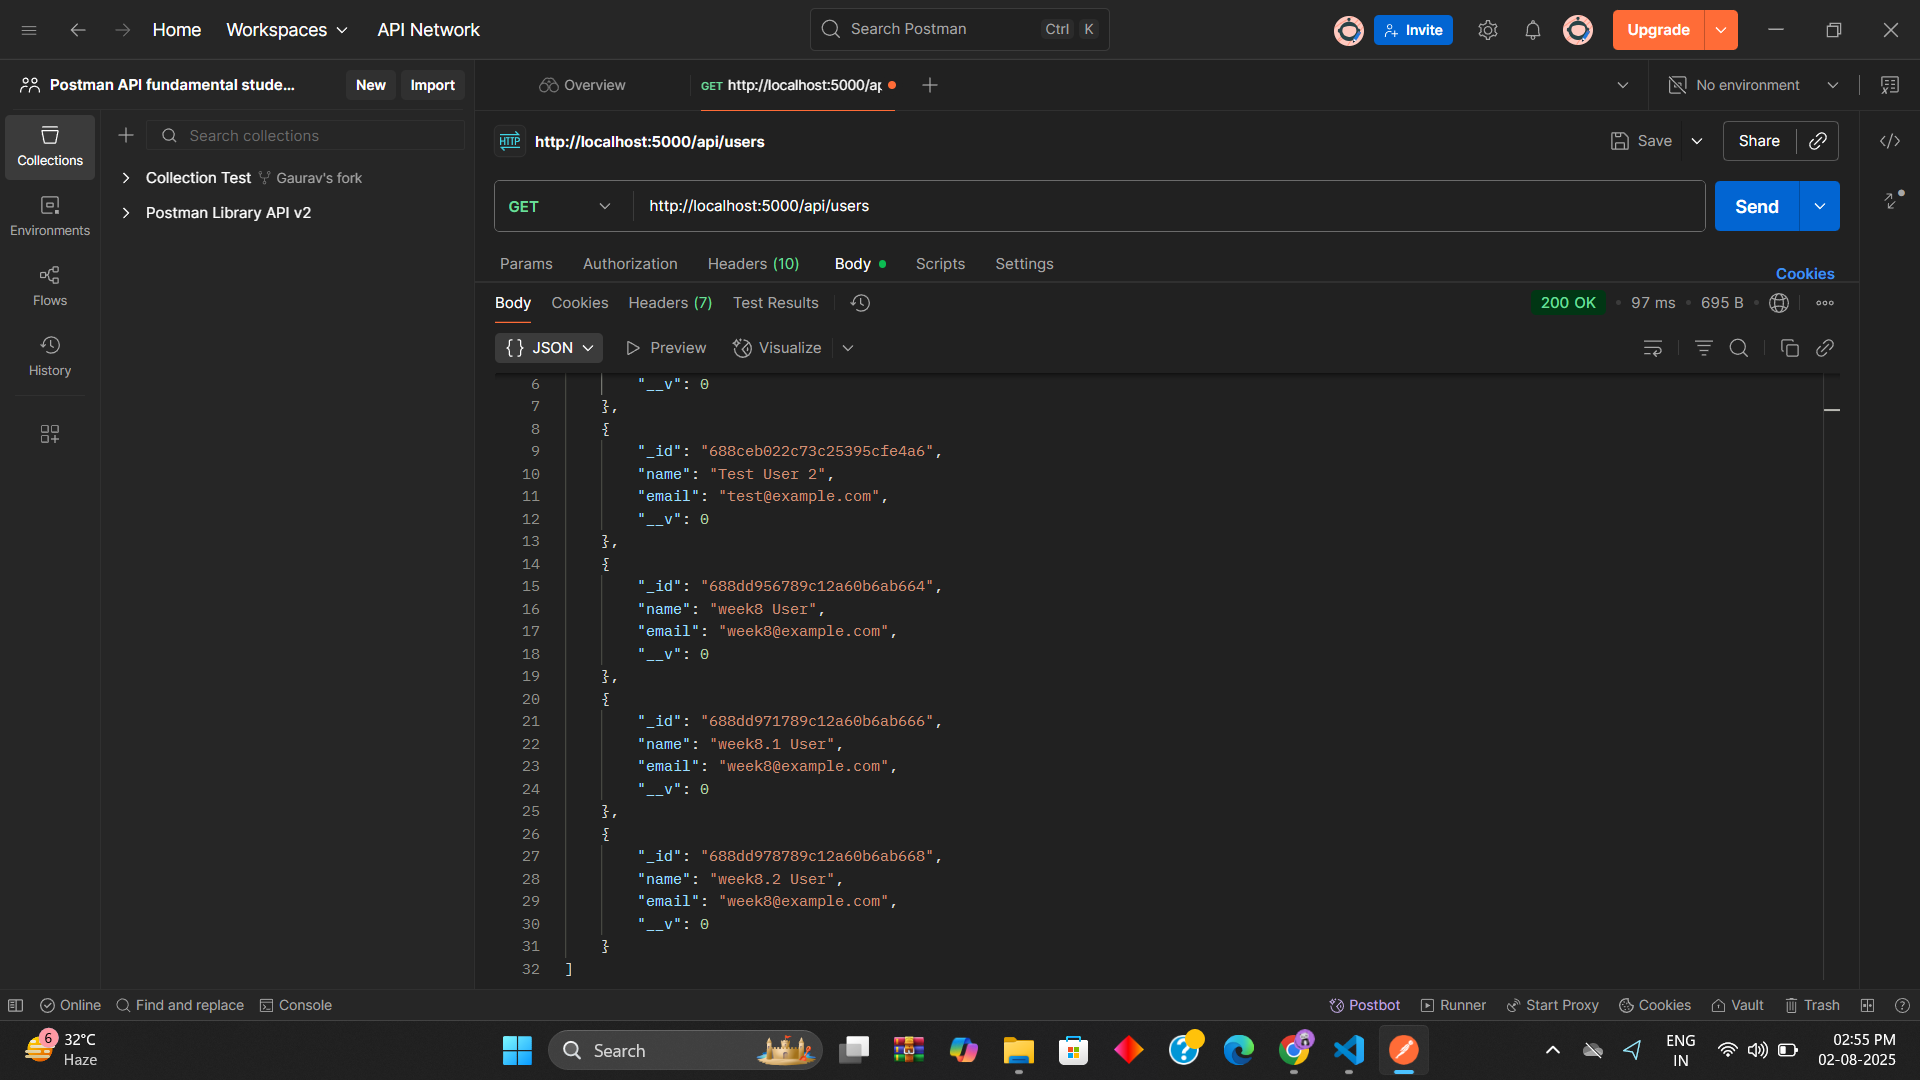 Home Workspaces API Network
Search Postman Ctrl K
Invite Upgrade
Postman API fundamental stude... New Import
Overview GET http://localhost:5000/ap No environment
Search collections
Collections
Collection Test Gaurav's fork
Postman Library API v2
Environments
Flows
History
HTTP http://localhost:5000/api/users Save Share
GET http://localhost:5000/api/users Send
Params Authorization Headers (10) Body Scripts Settings
Cookies
Body Cookies Headers (7) Test Results 200 OK 97 ms 695 B
{} JSON Preview Visualize
6 "__v": 0
7 },
8 {
9 "_id": "688ceb022c73c25395cfe4a6",
10 "name": "Test User 2",
11 "email": "test@example.com",
12 "__v": 0
13 },
14 {
15 "_id": "688dd956789c12a60b6ab664",
16 "name": "week8 User",
17 "email": "week8@example.com",
18 "__v": 0
19 },
20 {
21 "_id": "688dd971789c12a60b6ab666",
22 "name": "week8.1 User",
23 "email": "week8@example.com",
24 "__v": 0
25 },
26 {
27 "_id": "688dd978789c12a60b6ab668",
28 "name": "week8.2 User",
29 "email": "week8@example.com",
30 "__v": 0
31 }
32 ]
Online Find and replace Console Postbot Runner Start Proxy Cookies Vault Trash
6 32°C
Haze
Search
ENG
IN
02:55 PM
02-08-2025